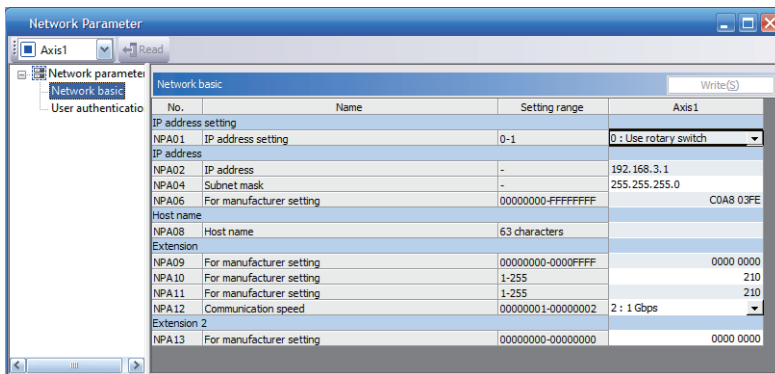 Network Parameter
Axis1 Read
Network parameter
Network basic
User authenticatio
Network basic Write(S)
No. Name Setting range Axis1
IP address setting
NPA01 IP address setting 0-1 0 : Use rotary switch
IP address
NPA02 IP address - 192.168.3.1
NPA04 Subnet mask - 255.255.255.0
NPA06 For manufacturer setting 00000000-FFFFFFFF C0A8 03FE
Host name
NPA08 Host name 63 characters
Extension
NPA09 For manufacturer setting 00000000-0000FFFF 0000 0000
NPA10 For manufacturer setting 1-255 210
NPA11 For manufacturer setting 1-255 210
NPA12 Communication speed 00000001-00000002 2 : 1 Gbps
Extension 2
NPA13 For manufacturer setting 00000000-00000000 0000 0000